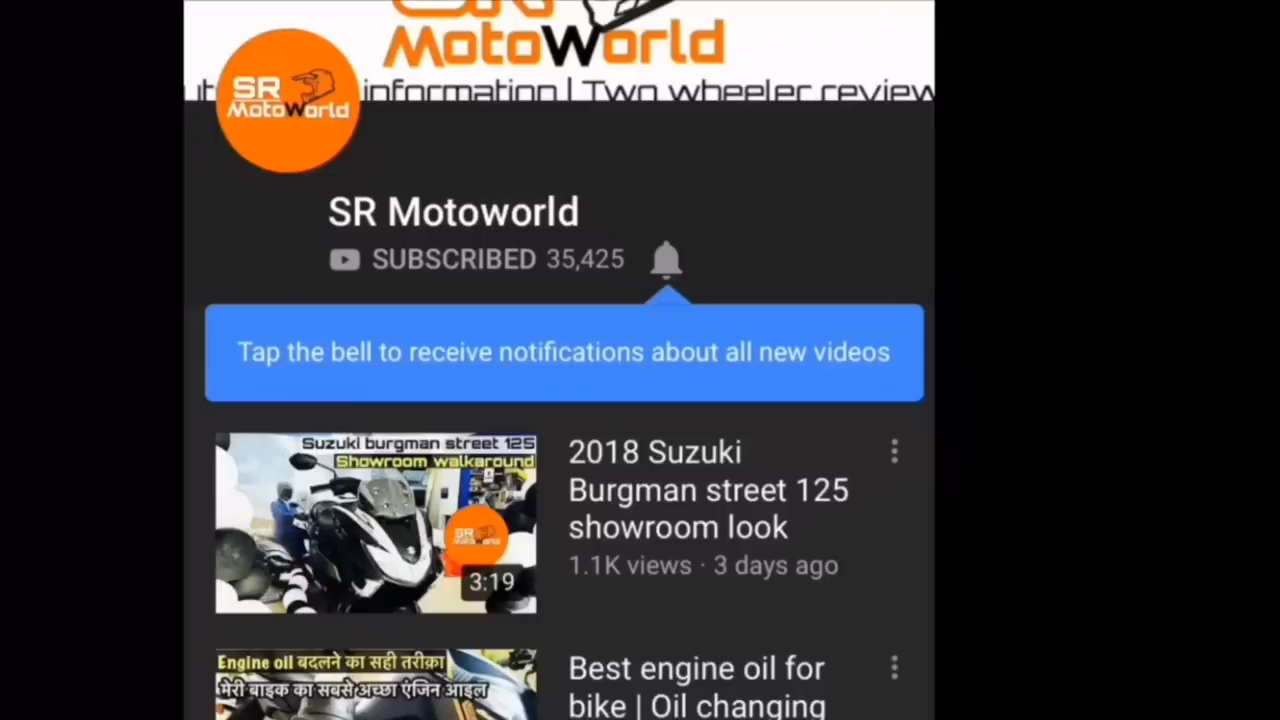 MotoWorld
information | Two wheeler review
SR
MotoWorld
SR Motoworld
SUBSCRIBED 35,425
Tap the bell to receive notifications about all new videos
Suzuki burgman street 125
Showroom walkaround
SR
MotoWorld
3:19
2018 Suzuki
Burgman street 125
showroom look
1.1K views · 3 days ago
Engine oil बदलने का सही तरीक़ा
मेरी बाइक का सबसे अच्छा एंजिन आइल
Best engine oil for
bike | Oil changing